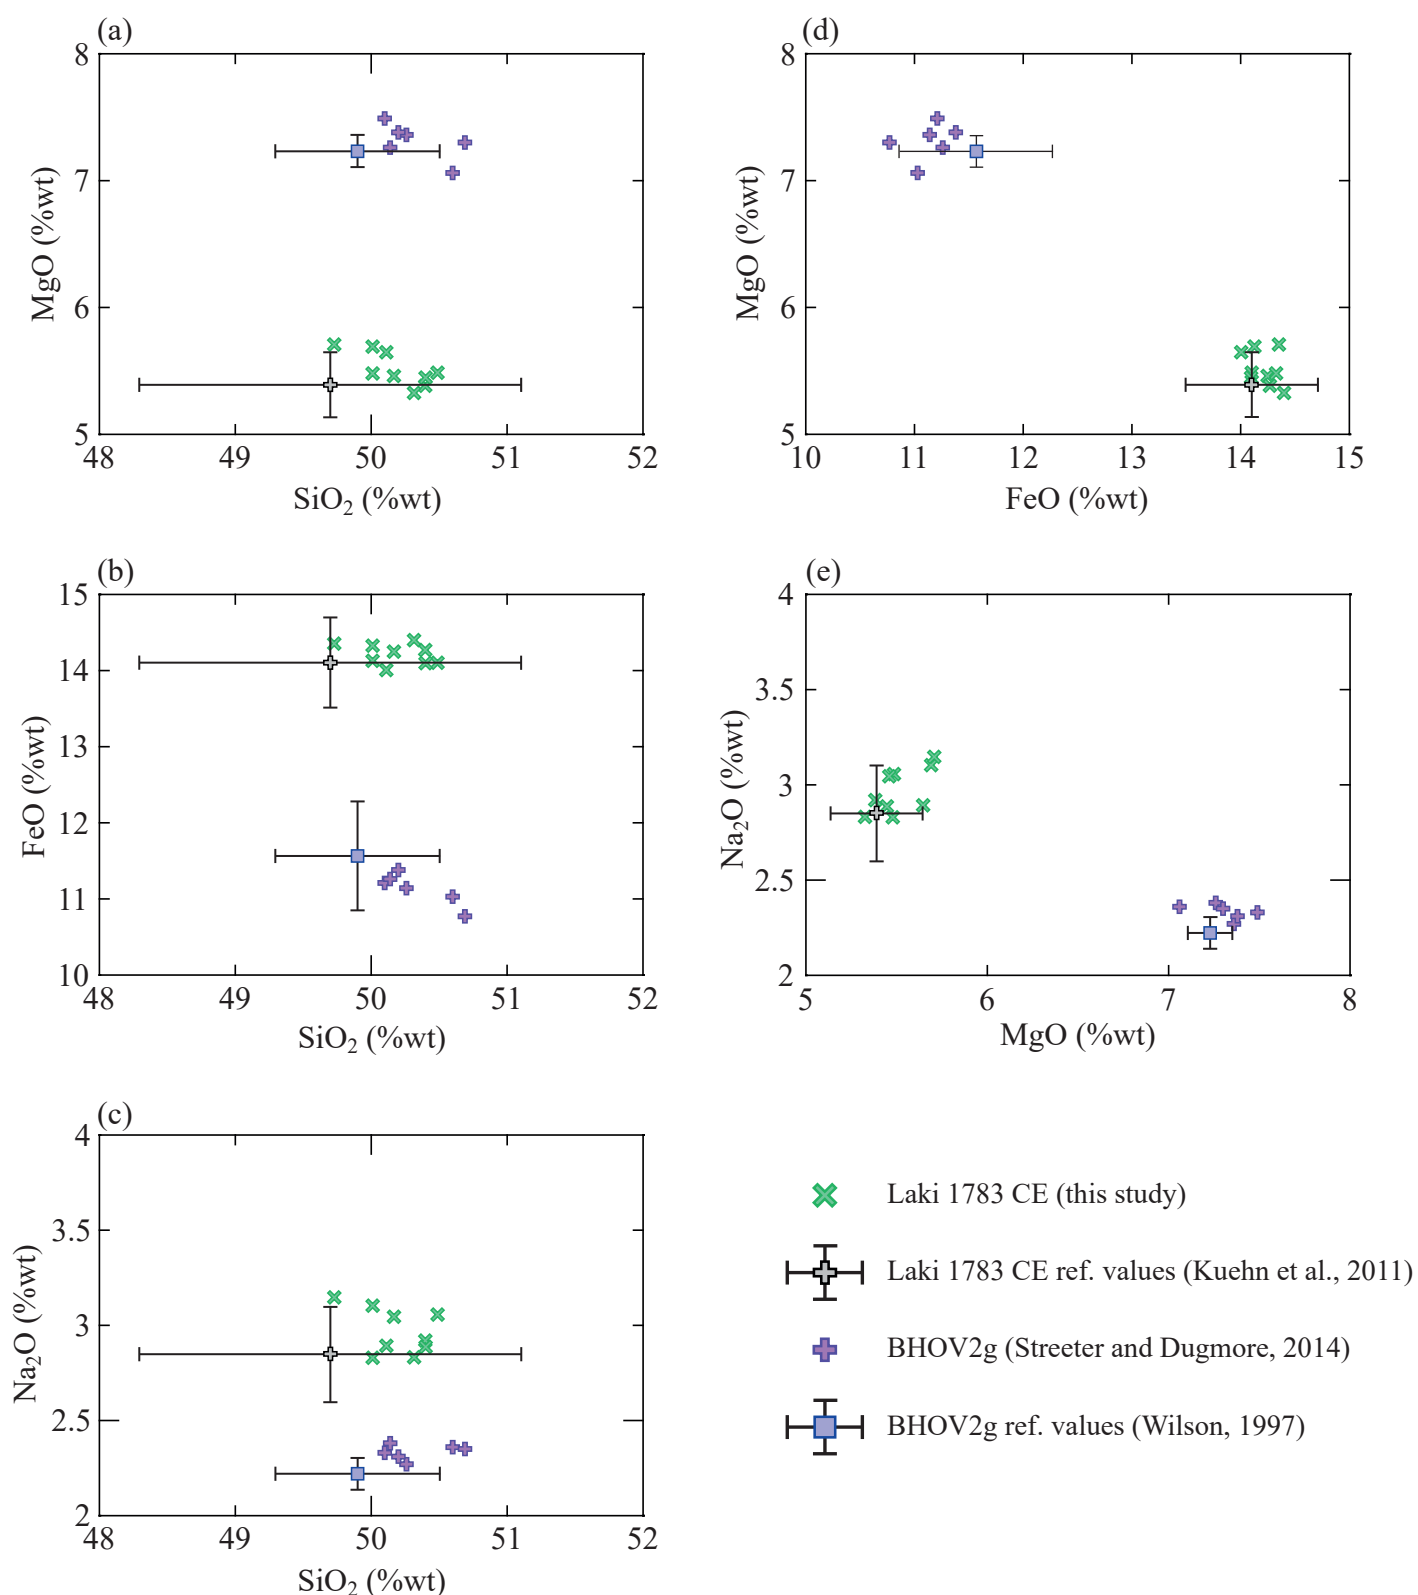 (a)
8
7
6
5
MgO (%wt)
48 49 50 51 52
SiO₂ (%wt)
(d)
8
7
6
5
MgO (%wt)
10 11 12 13 14 15
FeO (%wt)
(b)
15
14
13
12
11
10
FeO (%wt)
48 49 50 51 52
SiO₂ (%wt)
(e)
4
3.5
3
2.5
2
Na₂O (%wt)
5 6 7 8
MgO (%wt)
(c)
4
3.5
3
2.5
2
Na₂O (%wt)
48 49 50 51 52
SiO₂ (%wt)
Laki 1783 CE (this study)
Laki 1783 CE ref. values (Kuehn et al., 2011)
BHOV2g (Streeter and Dugmore, 2014)
BHOV2g ref. values (Wilson, 1997)